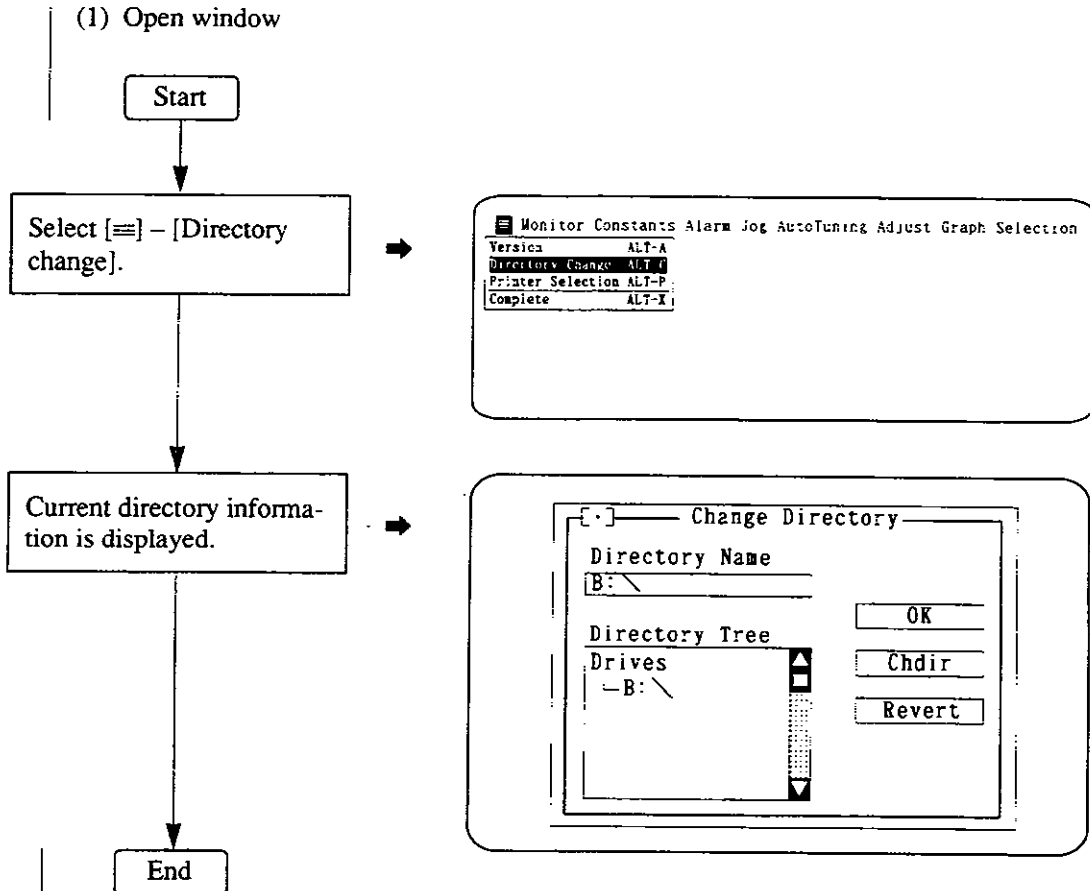 (1) Open window
Start
Select [≡] – [Directory
change].
Monitor Constants Alarm Jog AutoTuning Adjust Graph Selection
Version ALT-A
Directory Change ALT-C
Printer Selection ALT-P
Complete ALT-X
Current directory informa-
tion is displayed.
[·] Change Directory
Directory Name
B:\
OK
Directory Tree
Chdir
Drives
B:\
Revert
End